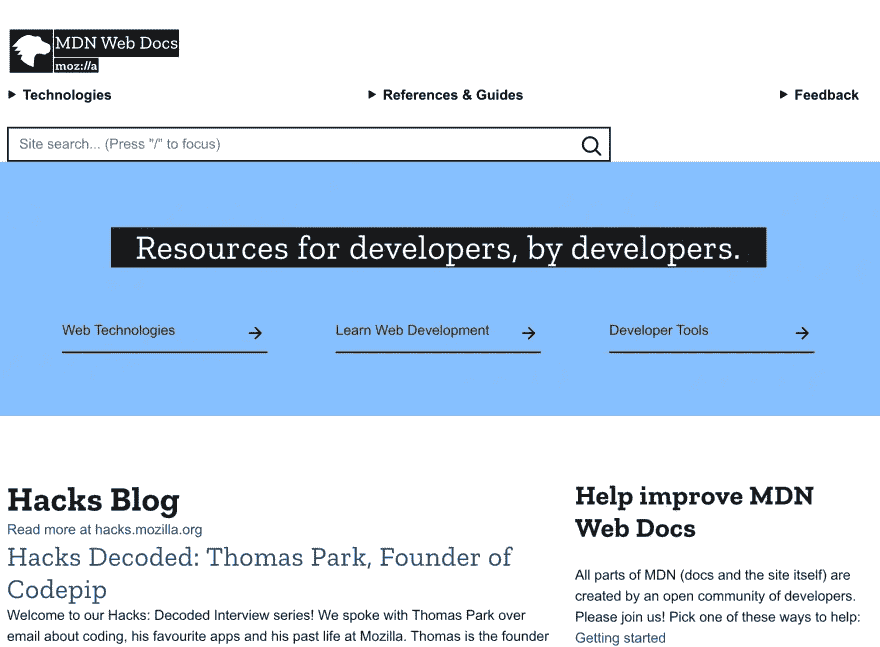 MDN Web Docs
moz://a
Technologies
References & Guides
Feedback
Site search... (Press "/" to focus)
Resources for developers, by developers.
Web Technologies
Learn Web Development
Developer Tools
Hacks Blog
Read more at hacks.mozilla.org
Hacks Decoded: Thomas Park, Founder of
Codepip
Welcome to our Hacks: Decoded Interview series! We spoke with Thomas Park over
email about coding, his favourite apps and his past life at Mozilla. Thomas is the founder
Help improve MDN
Web Docs
All parts of MDN (docs and the site itself) are
created by an open community of developers.
Please join us! Pick one of these ways to help:
Getting started